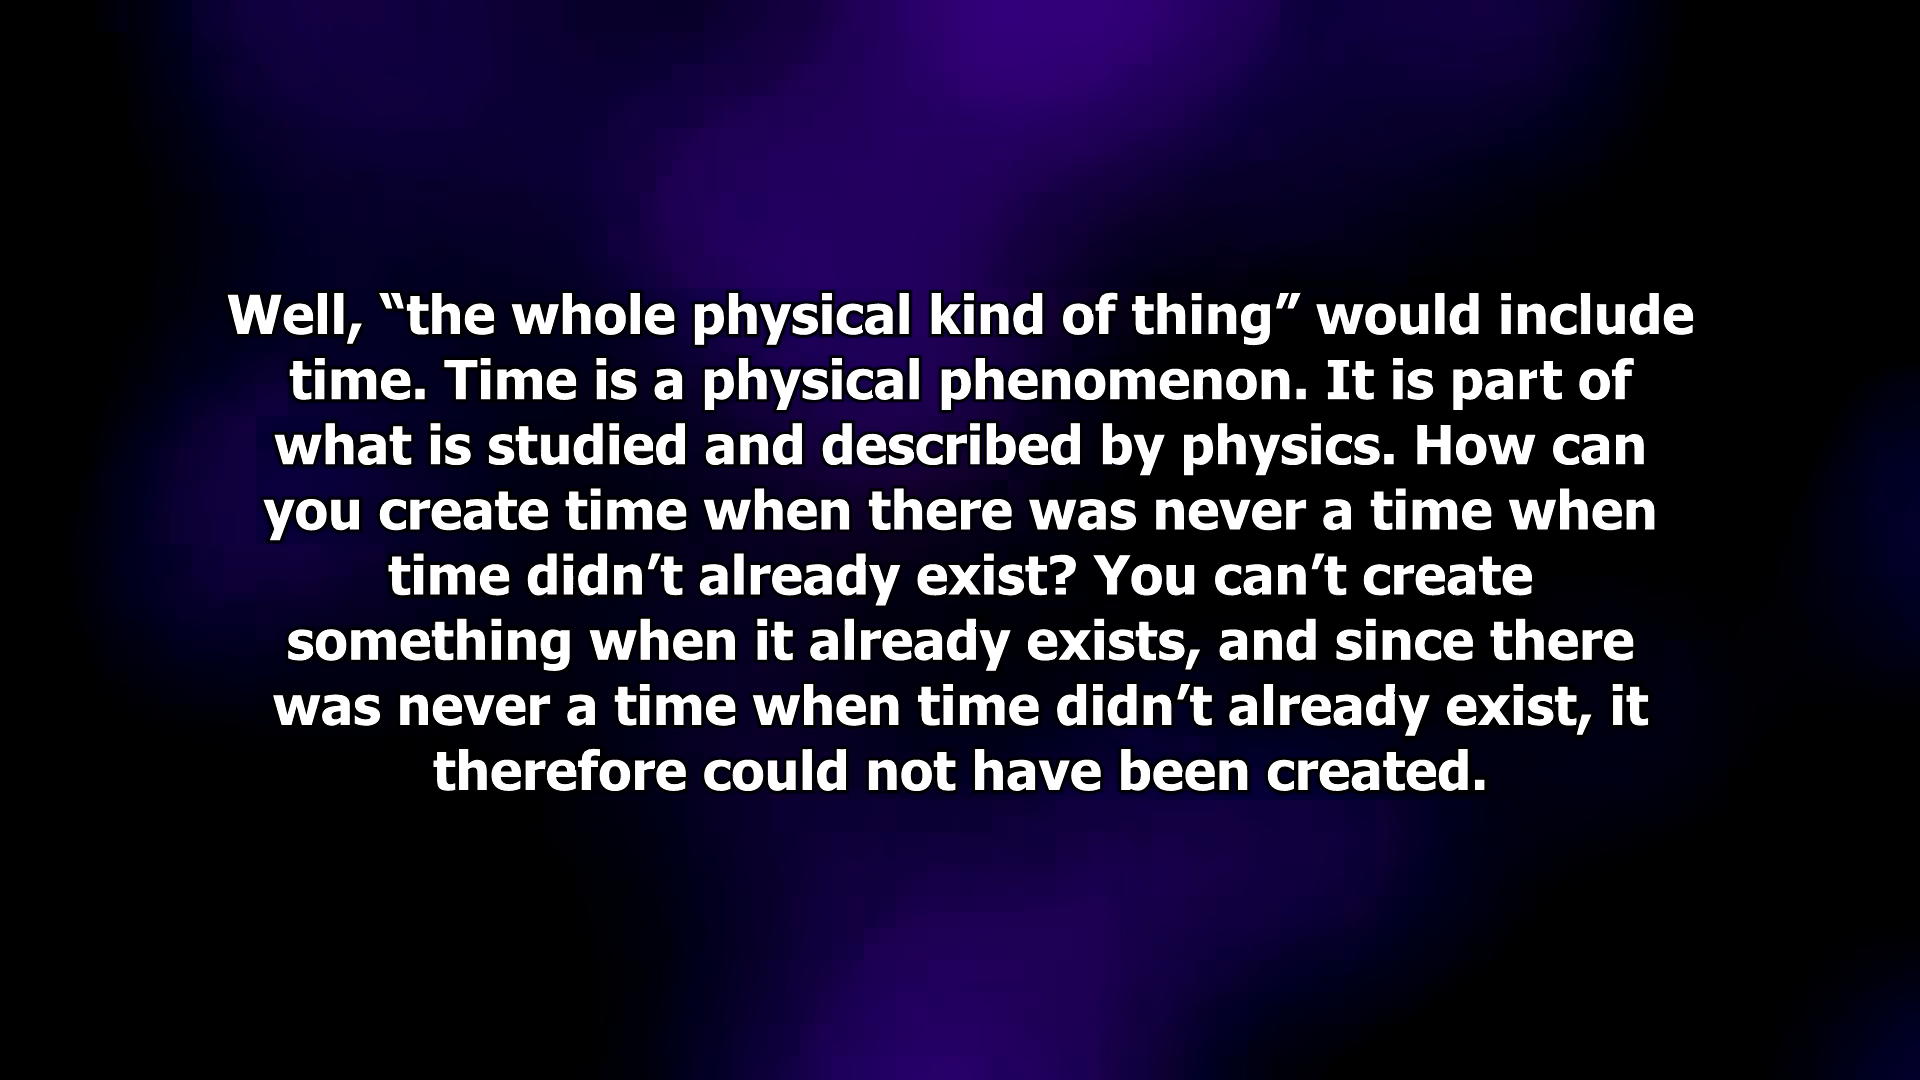 Well, “the whole physical kind of thing” would include
time. Time is a physical phenomenon. It is part of
what is studied and described by physics. How can
you create time when there was never a time when
time didn’t already exist? You can’t create
something when it already exists, and since there
was never a time when time didn’t already exist, it
therefore could not have been created.